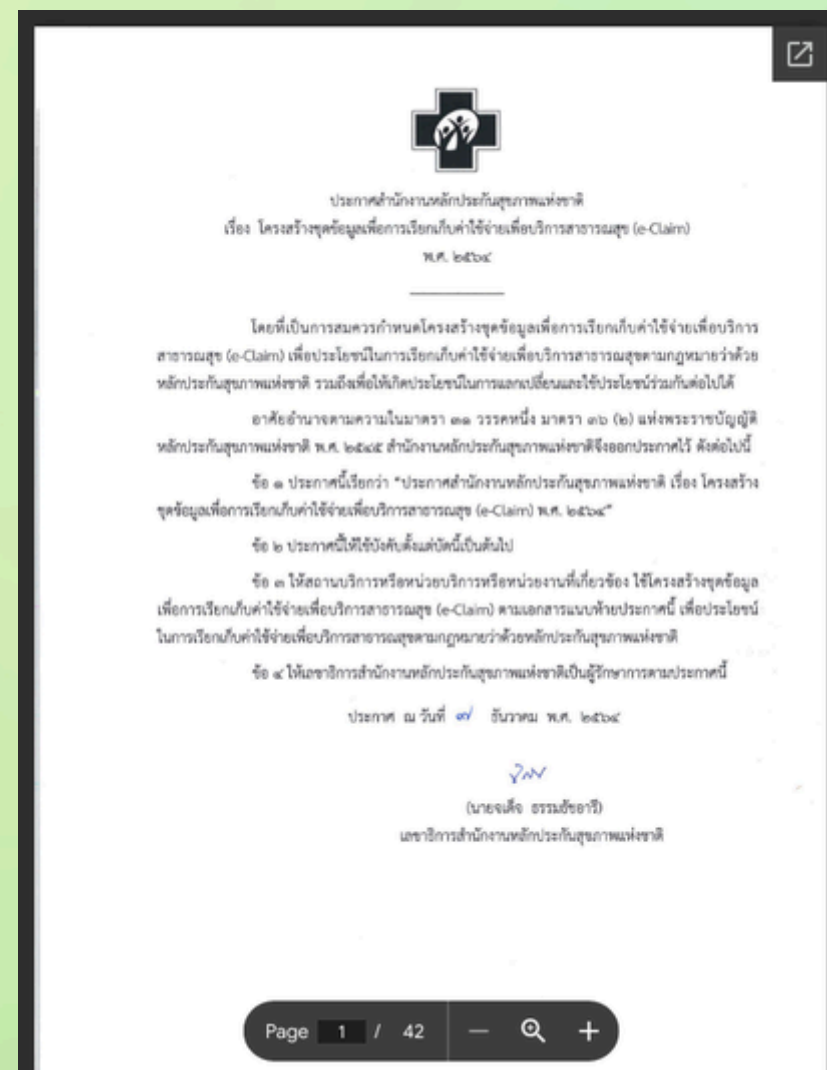 ประกาศสำนักงานหลักประกันสุขภาพแห่งชาติ
เรื่อง โครงสร้างชุดข้อมูลเพื่อการเรียกเก็บค่าใช้จ่ายเพื่อบริการสาธารณสุข (e-Claim)
พ.ศ. ๒๕๖๔
โดยที่เป็นการสมควรกำหนดโครงสร้างชุดข้อมูลเพื่อการเรียกเก็บค่าใช้จ่ายเพื่อบริการ
สาธารณสุข (e-Claim) เพื่อประโยชน์ในการเรียกเก็บค่าใช้จ่ายเพื่อบริการสาธารณสุขตามกฎหมายว่าด้วย
หลักประกันสุขภาพแห่งชาติ รวมถึงเพื่อให้เกิดประโยชน์ในการแลกเปลี่ยนและใช้ประโยชน์ร่วมกันต่อไปได้
อาศัยอำนาจตามความในมาตรา ๓๑ วรรคหนึ่ง มาตรา ๓๖ (๒) แห่งพระราชบัญญัติ
หลักประกันสุขภาพแห่งชาติ พ.ศ. ๒๕๔๕ สำนักงานหลักประกันสุขภาพแห่งชาติจึงออกประกาศไว้ ดังต่อไปนี้
ข้อ ๑ ประกาศนี้เรียกว่า "ประกาศสำนักงานหลักประกันสุขภาพแห่งชาติ เรื่อง โครงสร้าง
ชุดข้อมูลเพื่อการเรียกเก็บค่าใช้จ่ายเพื่อบริการสาธารณสุข (e-Claim) พ.ศ. ๒๕๖๔"
ข้อ ๒ ประกาศนี้ให้ใช้บังคับตั้งแต่บัดนี้เป็นต้นไป
ข้อ ๓ ให้สถานบริการหรือหน่วยบริการหรือหน่วยงานที่เกี่ยวข้อง ใช้โครงสร้างชุดข้อมูล
เพื่อการเรียกเก็บค่าใช้จ่ายเพื่อบริการสาธารณสุข (e-Claim) ตามเอกสารแนบท้ายประกาศนี้ เพื่อประโยชน์
ในการเรียกเก็บค่าใช้จ่ายเพื่อบริการสาธารณสุขตามกฎหมายว่าด้วยหลักประกันสุขภาพแห่งชาติ
ข้อ ๔ ให้เลขาธิการสำนักงานหลักประกันสุขภาพแห่งชาติเป็นผู้รักษาการตามประกาศนี้
ประกาศ ณ วันที่ ๗ ธันวาคม พ.ศ. ๒๕๖๔
(นายจเด็จ ธรรมธัชอารี)
เลขาธิการสำนักงานหลักประกันสุขภาพแห่งชาติ
Page 1 / 42